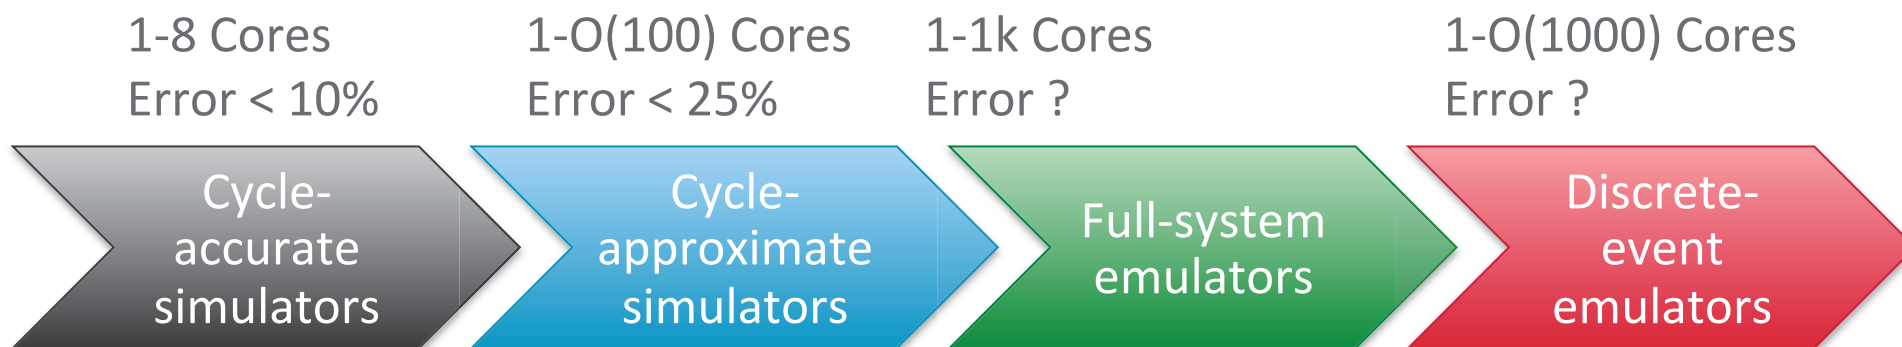 1-8 Cores
Error < 10%
1-O(100) Cores
Error < 25%
1-1k Cores
Error ?
1-O(1000) Cores
Error ?
Cycle-
accurate
simulators
Cycle-
approximate
simulators
Full-system
emulators
Discrete-
event
emulators